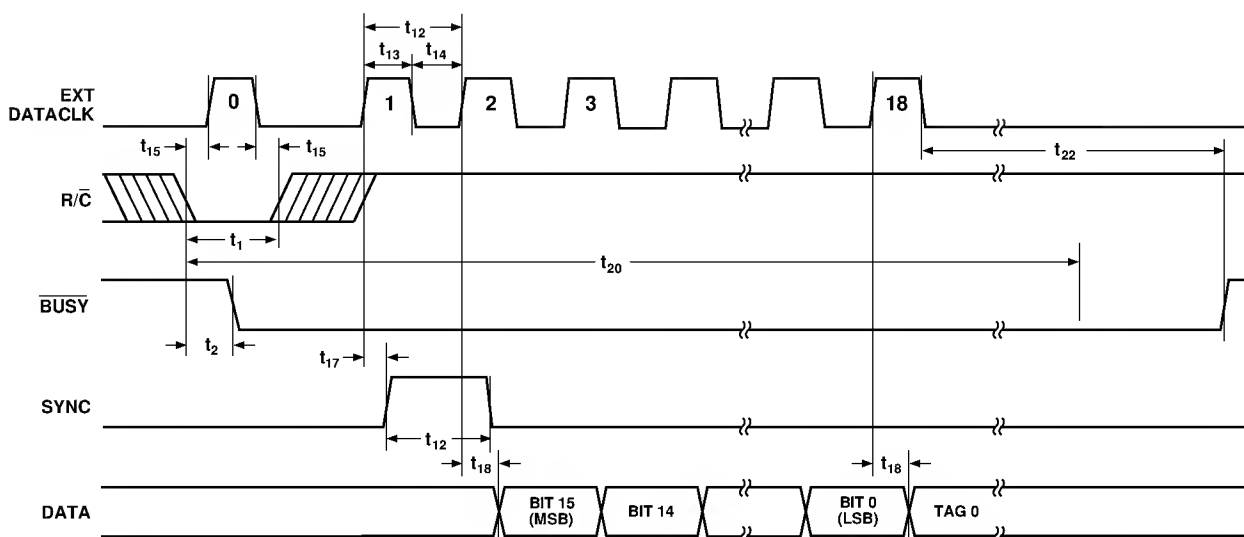 t12
t13 t14
EXT
DATACLK
0 1 2 3 18
t15 t15 t22
R/C̅
t1
t20
B̅U̅S̅Y̅
t2
t17
SYNC
t12
t18 t18
DATA
BIT 15
(MSB)
BIT 14
BIT 0
(LSB)
TAG 0